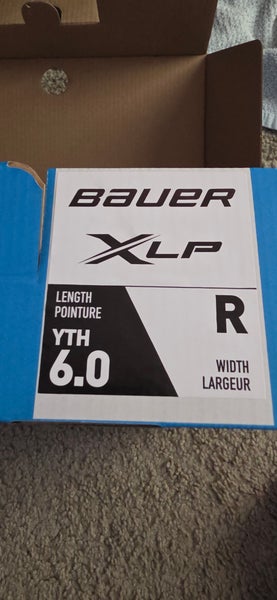 BAUER
XLP
LENGTH
POINTURE
YTH
6.0
R
WIDTH
LARGEUR